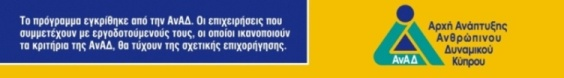 Το πρόγραμμα εγκρίθηκε από την ΑνΑΔ. Οι επιχειρήσεις που
συμμετέχουν με εργοδοτούμενούς τους, οι οποίοι ικανοποιούν
τα κριτήρια της ΑνΑΔ, θα τύχουν της σχετικής επιχορήγησης.
ΑνΑΔ
Αρχή Ανάπτυξης
Ανθρώπινου
Δυναμικού
Κύπρου